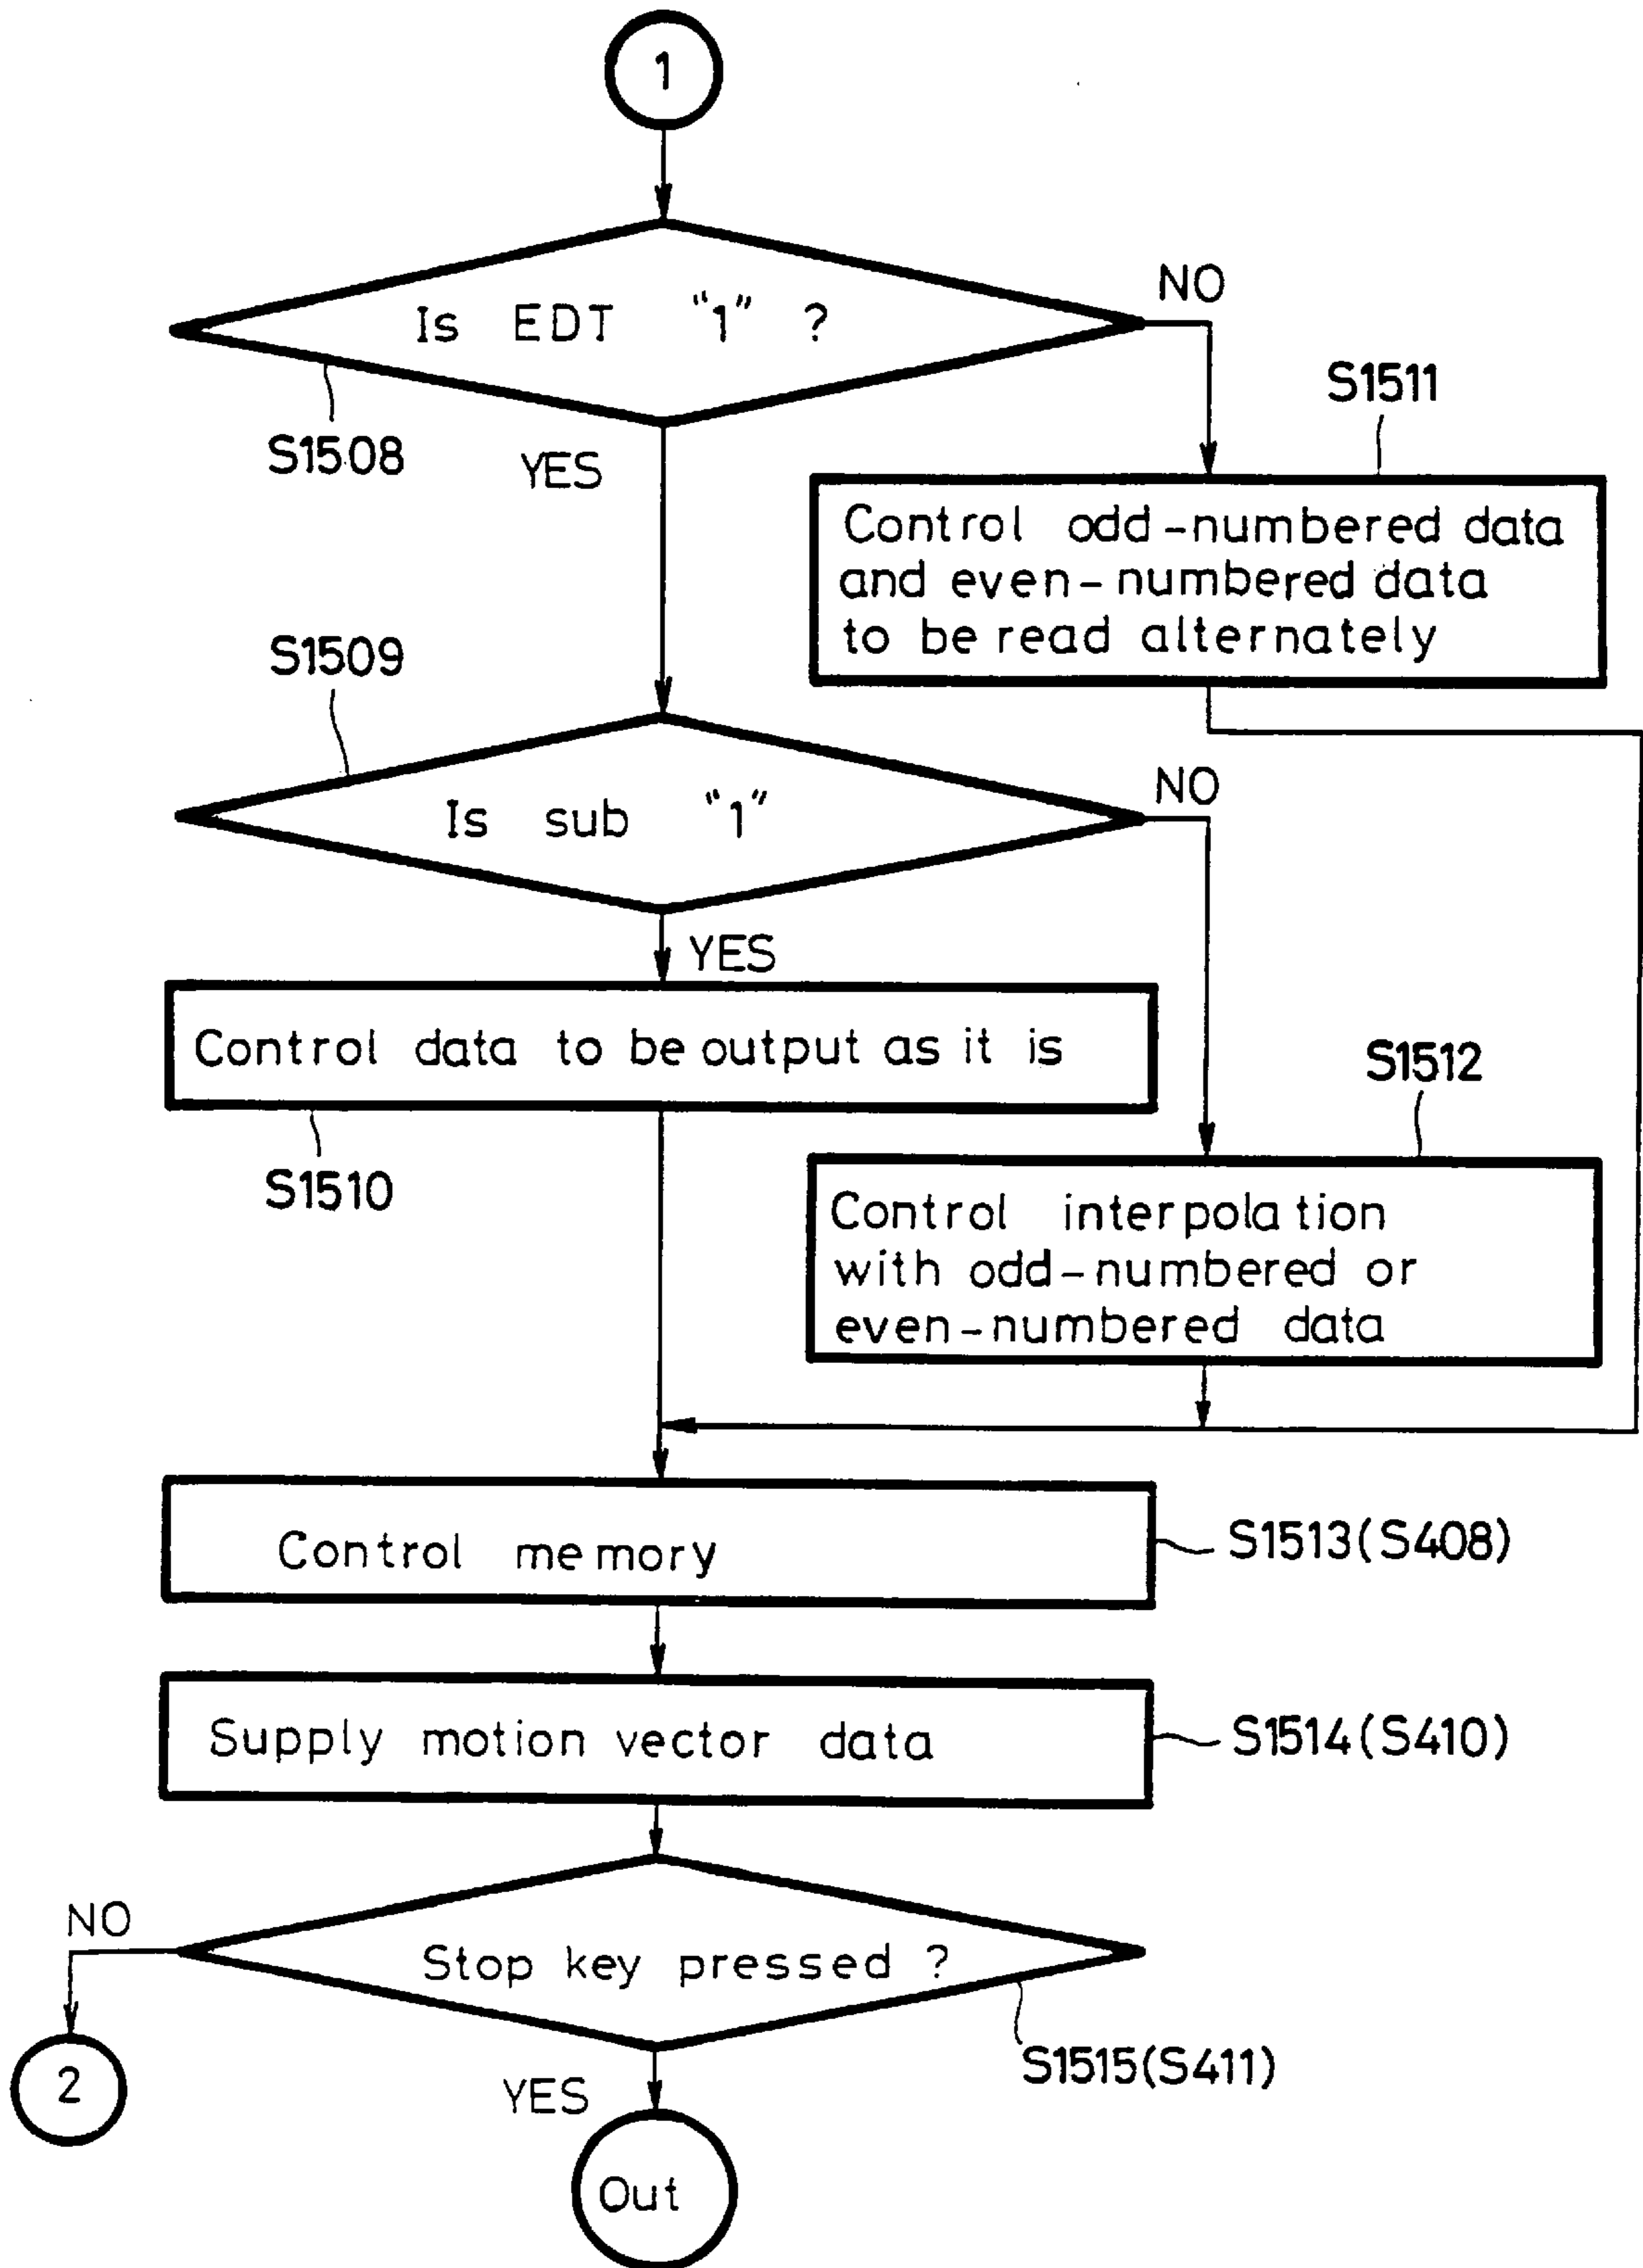 1
Is EDT "1" ?
NO
S1508
YES
S1511
Control odd-numbered data
and even-numbered data
to be read alternately
S1509
Is sub "1"
NO
YES
Control data to be output as it is
S1510
S1512
Control interpolation
with odd-numbered or
even-numbered data
Control memory
S1513(S408)
Supply motion vector data
S1514(S410)
Stop key pressed ?
NO
S1515(S411)
2
YES
Out